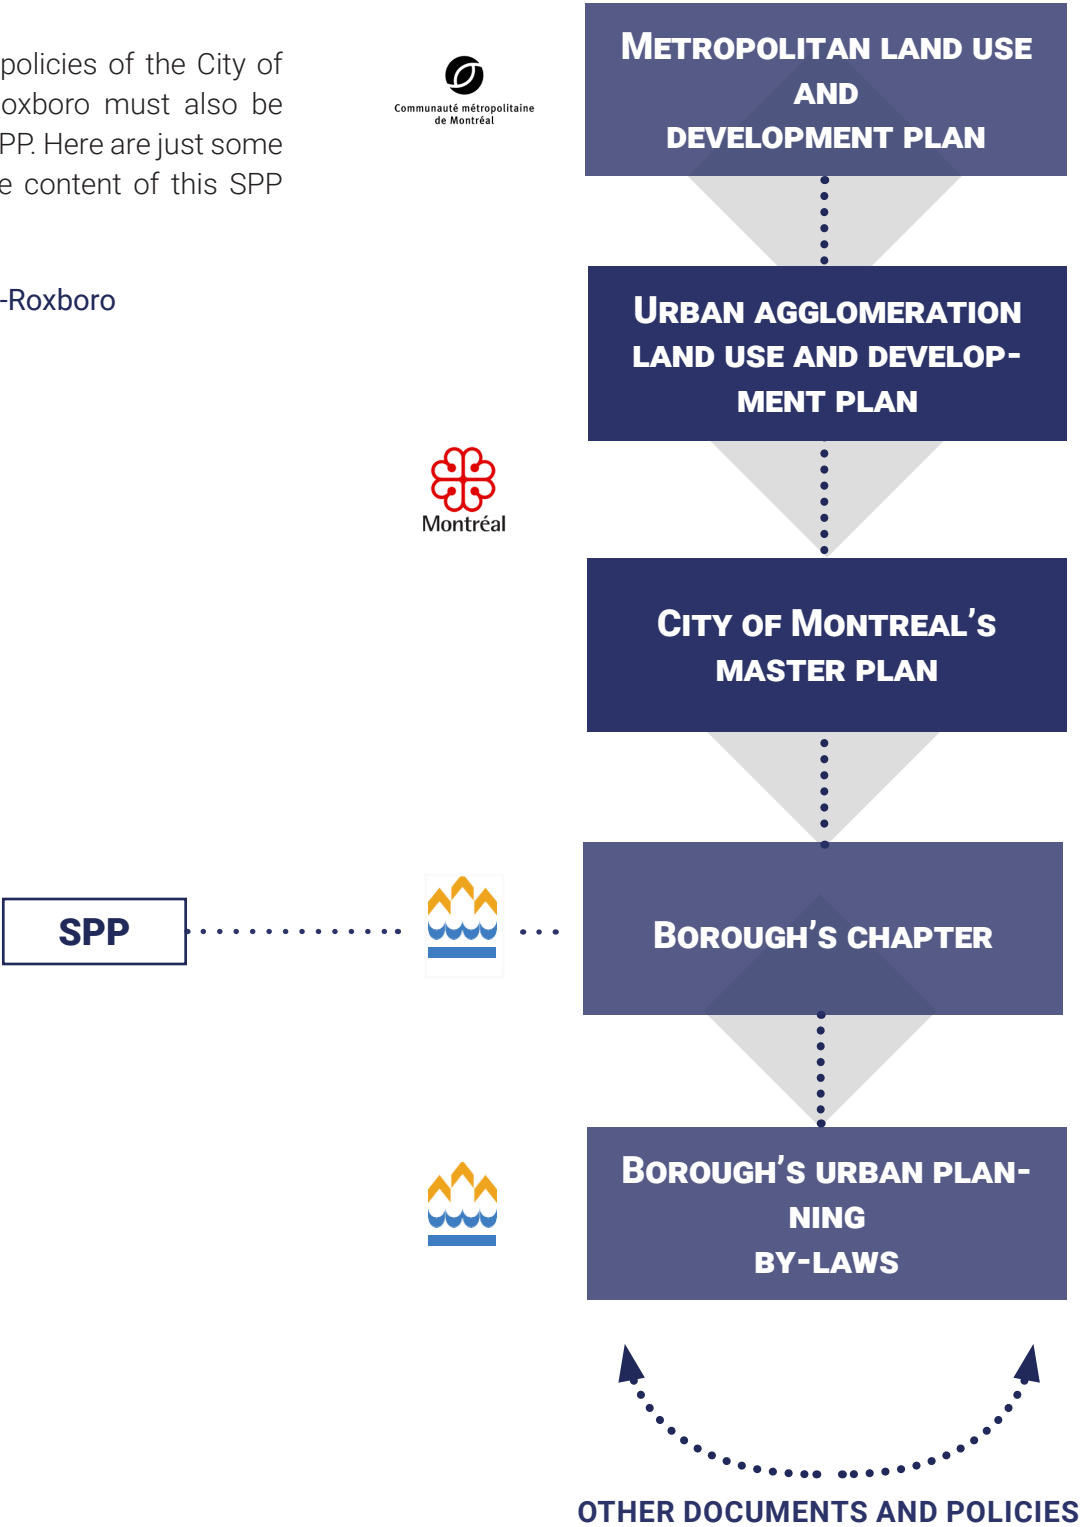 policies of the City of
oxboro must also be
PP. Here are just some
e content of this SPP
-Roxboro
Communauté métropolitaine
de Montréal
METROPOLITAN LAND USE
AND
DEVELOPMENT PLAN
URBAN AGGLOMERATION
LAND USE AND DEVELOP-
MENT PLAN
Montréal
CITY OF MONTREAL’S
MASTER PLAN
SPP
BOROUGH’S CHAPTER
BOROUGH’S URBAN PLAN-
NING
BY-LAWS
OTHER DOCUMENTS AND POLICIES